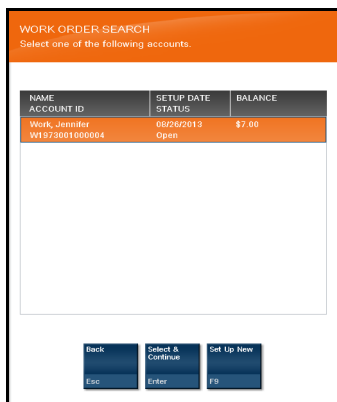 WORK ORDER SEARCH
Select one of the following accounts.
NAME SETUP DATE BALANCE
ACCOUNT ID STATUS
Work, Jennifer 08/26/2013 $7.00
W1973001000004 Open
Back Select & Set Up New
Continue
Esc Enter F9